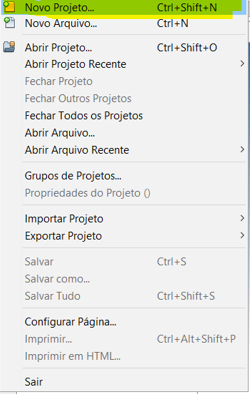 Novo Projeto... Ctrl+Shift+N
Novo Arquivo... Ctrl+N
Abrir Projeto... Ctrl+Shift+O
Abrir Projeto Recente
Fechar Projeto
Fechar Outros Projetos
Fechar Todos os Projetos
Abrir Arquivo...
Abrir Arquivo Recente
Grupos de Projetos...
Propriedades do Projeto ()
Importar Projeto
Exportar Projeto
Salvar Ctrl+S
Salvar como...
Salvar Tudo Ctrl+Shift+S
Configurar Página...
Imprimir... Ctrl+Alt+Shift+P
Imprimir em HTML...
Sair